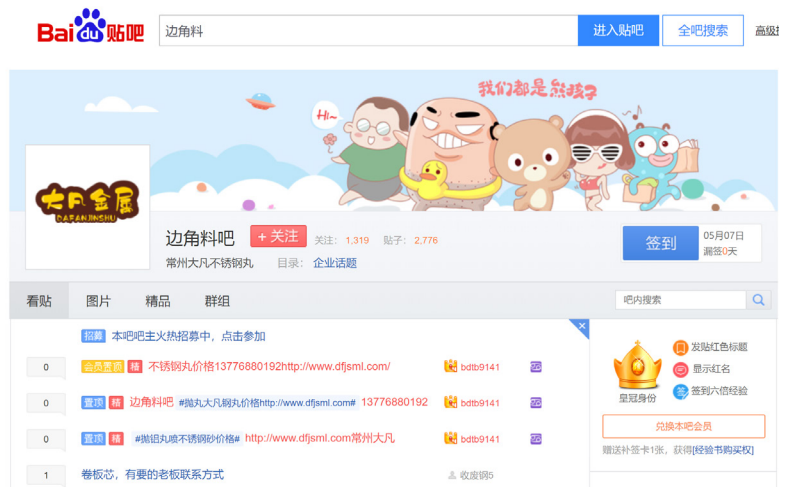 Bai du 贴吧
边角料
进入贴吧
全吧搜索
高级
我们都是熊孩子
Hi~
大凡金属
DAFANJINSHU
边角料吧
+ 关注
关注： 1,319
贴子： 2,776
签到
05月07日
漏签0天
常州大凡不锈钢丸
目录： 企业话题
看贴
图片
精品
群组
吧内搜索
招募 本吧吧主火热招募中，点击参加
0 会员置顶 精 不锈钢丸价格13776880192http://www.dfjsml.com/ bdtb9141
0 置顶 精 边角料吧 #抛丸大凡钢丸价格http://www.dfjsml.com# 13776880192 bdtb9141
0 置顶 精 #抛铝丸喷不锈钢砂价格# http://www.dfjsml.com常州大凡 bdtb9141
1 卷板芯，有要的老板联系方式 收废钢5
皇冠身份
发贴红色标题
显示红名
签到六倍经验
兑换本吧会员
赠送补签卡1张，获得[经验书购买权]